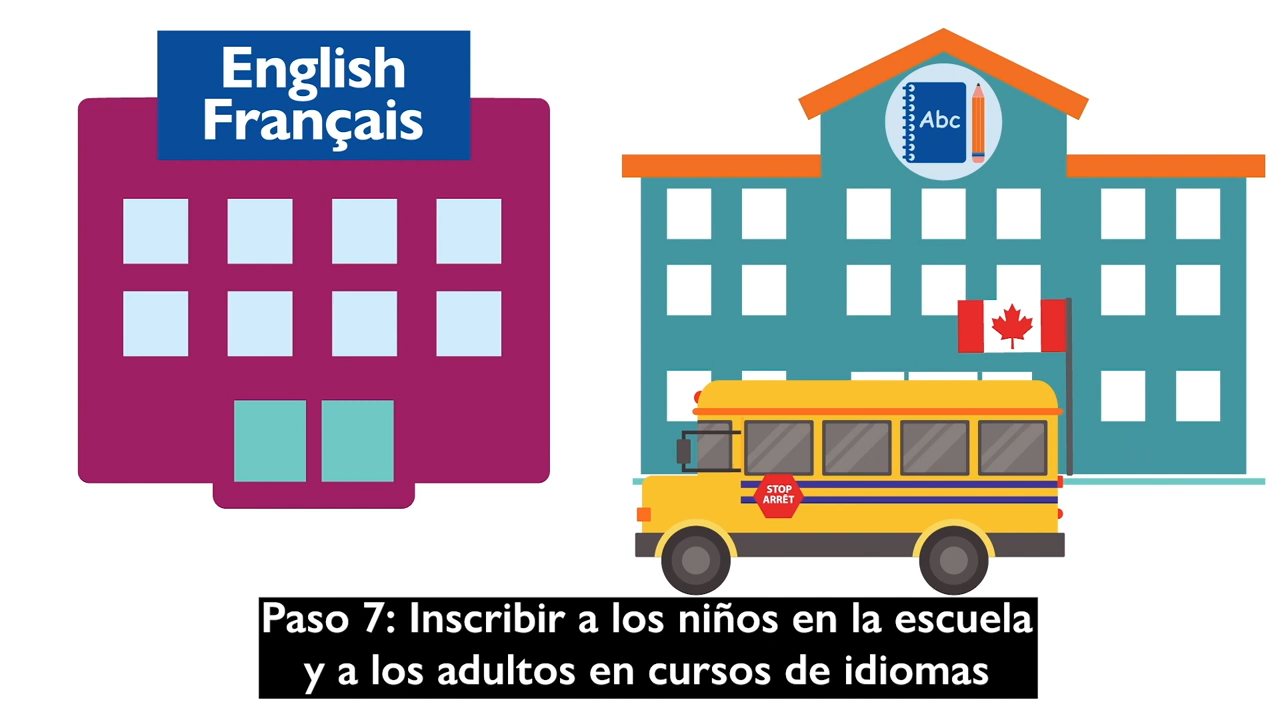 English
Français
Abc
STOP
ARRÊT
Paso 7: Inscribir a los niños en la escuela
y a los adultos en cursos de idiomas